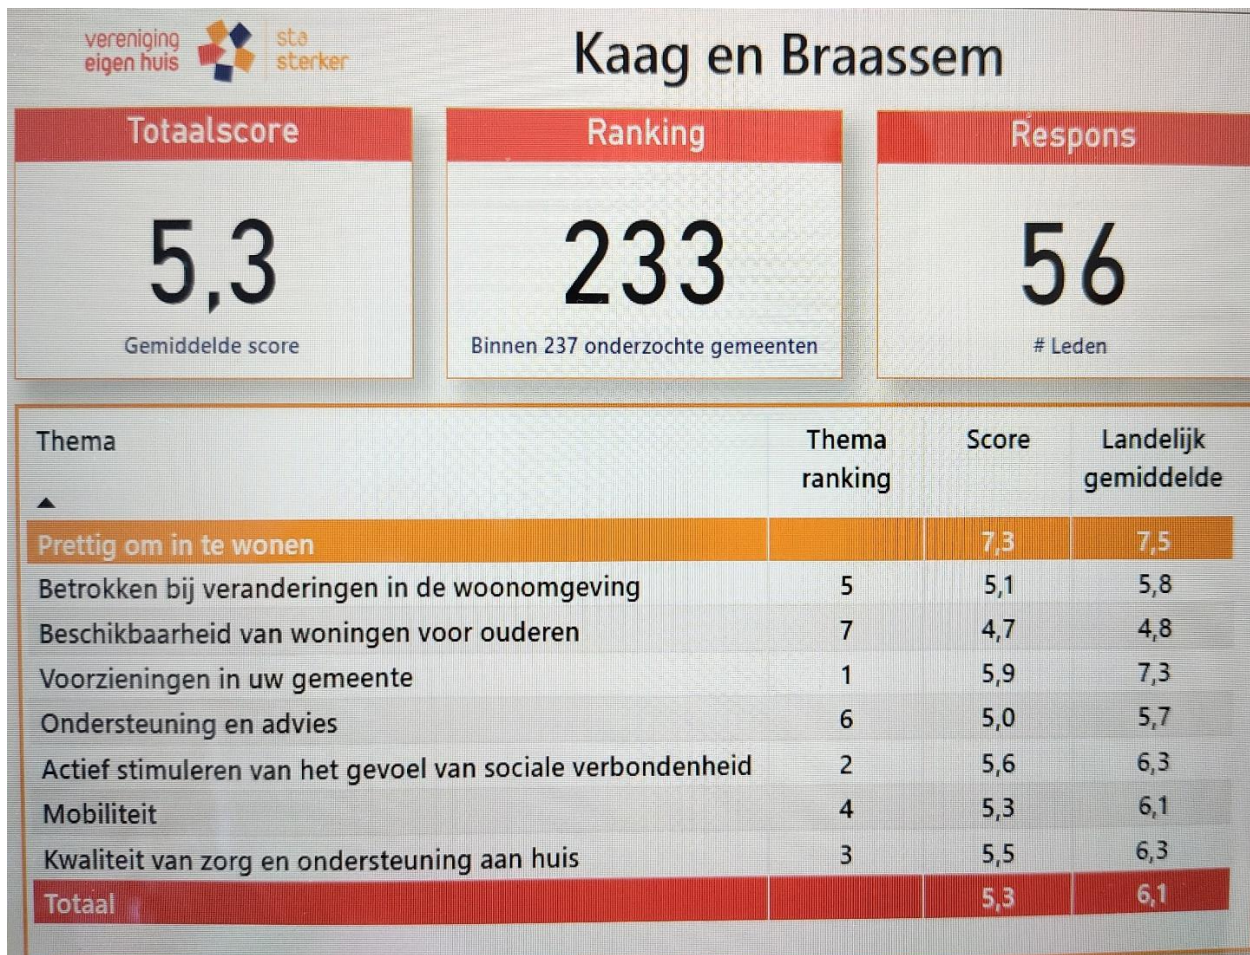 vereniging
eigen huis
sta
sterker
Kaag en Braassem
Totaalscore
5,3
Gemiddelde score
Ranking
233
Binnen 237 onderzochte gemeenten
Respons
56
# Leden
Thema Thema ranking Score Landelijk gemiddelde
Prettig om in te wonen 7,3 7,5
Betrokken bij veranderingen in de woonomgeving 5 5,1 5,8
Beschikbaarheid van woningen voor ouderen 7 4,7 4,8
Voorzieningen in uw gemeente 1 5,9 7,3
Ondersteuning en advies 6 5,0 5,7
Actief stimuleren van het gevoel van sociale verbondenheid 2 5,6 6,3
Mobiliteit 4 5,3 6,1
Kwaliteit van zorg en ondersteuning aan huis 3 5,5 6,3
Totaal 5,3 6,1